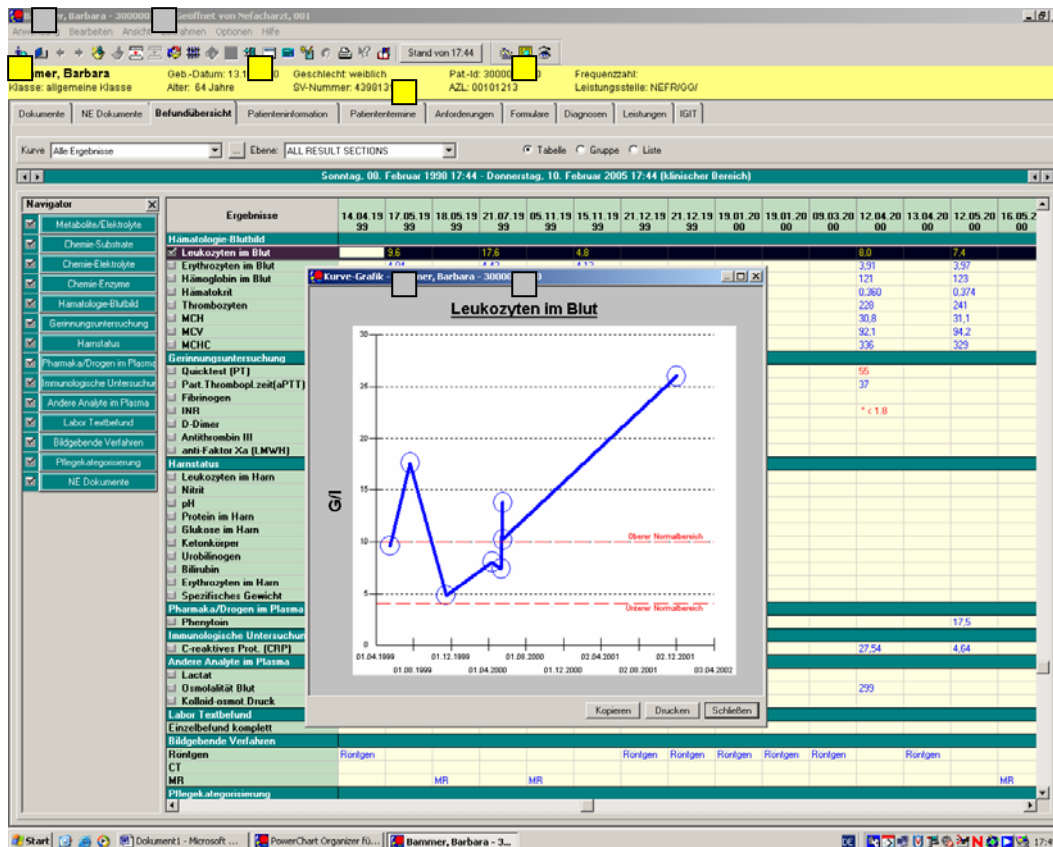 mer, Barbara - 300000 Geöffnet von Nefacharzt, 001
Anwendung Bearbeiten Ansicht Aufnahmen Optionen Hilfe
Stand von 17:44
mmer, Barbara Geb.-Datum: 13.1 0 Geschlecht: weiblich Pat-Id: 30000 0 Frequenzzahl:
Klasse: allgemeine Klasse Alter: 64 Jahre SV-Nummer: 439813 AZL: 00101213 Leistungsstelle: NEFR/OG/
Dokumente NE Dokumente Befundübersicht Patienteninformation Patiententermine Anforderungen Formulare Diagnosen Leistungen IGIT
Kurve Alle Ergebnisse ... Ebene: ALL RESULT SECTIONS Tabelle Gruppe Liste
Sonntag, 08. Februar 1998 17:44 - Donnerstag, 10. Februar 2005 17:44 (klinischer Bereich)
Navigator X
Metabolite/Elektrolyte
Chemie-Substrate
Chemie-Elektrolyte
Chemie-Enzyme
Hamatologie-Blutbild
Gerinnungsuntersuchung
Harnstatus
Pharmaka/Drogen im Plasma
Immunologische Untersuchu
Andere Analyte im Plasma
Labor Textbefund
Bildgebende Verfahren
Pflegekategorisierung
NE Dokumente
Ergebnisse 14.04.1999 17.05.1999 18.05.1999 21.07.1999 05.11.1999 15.11.1999 21.12.1999 21.12.1999 19.01.2000 19.01.2000 09.03.2000 12.04.2000 13.04.2000 12.05.2000 16.05.200
Hämatologie-Blutbild
Leukozyten im Blut 9,6 17,6 4,8 8,0 7,4
Erythrozyten im Blut 3,91 3,97
Hämoglobin im Blut 121 123
Hämatokrit 0,360 0,374
Thrombozyten 228 241
MCH 30,8 31,1
MCV 92,1 94,2
MCHC 336 329
Gerinnungsuntersuchung
Quicktest (PT) 55
Part.Thrombopl.zeit(aPTT) 37
Fibrinogen
INR * < 1.8
D-Dimer
Antithrombin III
anti-Faktor Xa (LMWH)
Harnstatus
Leukozyten im Harn
Nitrit
pH
Protein im Harn
Glukose im Harn
Ketonkörper
Urobilinogen
Bilirubin
Erythrozyten im Harn
Spezifisches Gewicht
Pharmaka/Drogen im Plasma
Phenytoin 17,5
Immunologische Untersuchun
C-reaktives Prot. (CRP) 27,54 4,64
Andere Analyte im Plasma
Lactat
Osmolalität Blut 299
Kolloid-osmot.Druck
Labor Textbefund
Einzelbefund komplett
Bildgebende Verfahren
Röntgen Röntgen Röntgen Röntgen Röntgen Röntgen Röntgen Röntgen
CT
MR MR MR MR
Pflegekategorisierung
Kurve-Grafik - mer, Barbara - 30000 0
Leukozyten im Blut
G/l
30
25
20
15
10
5
0
Oberer Normalbereich
Unterer Normalbereich
01.04.1999 01.12.1999 01.08.2000 02.04.2001 02.12.2001
01.08.1999 01.04.2000 01.12.2000 02.08.2001 03.04.2002
Kopieren Drucken Schließen
Start Dokument1 - Microsoft ... PowerChart Organizer fü... Bammer, Barbara - 3... DE 17:4